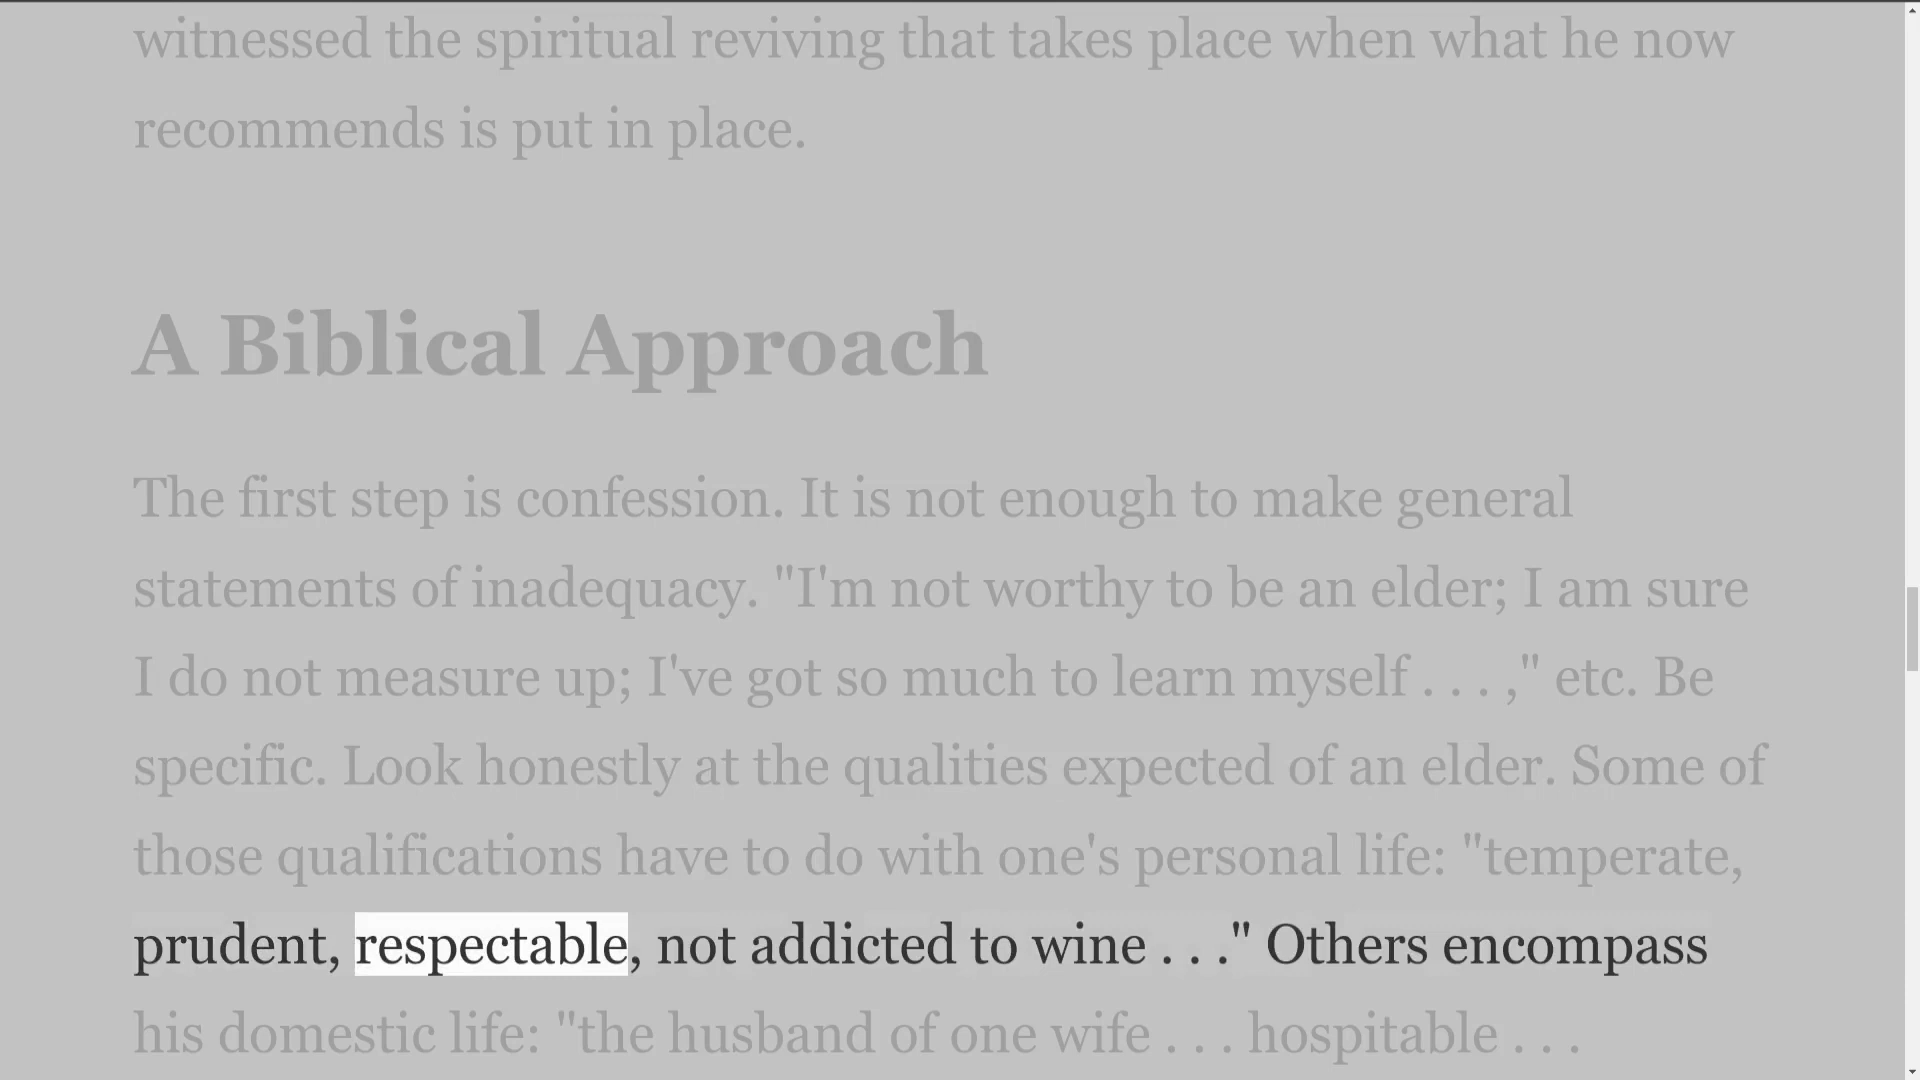 witnessed the spiritual reviving that takes place when what he now
recommends is put in place.
A Biblical Approach
The first step is confession. It is not enough to make general
statements of inadequacy. "I'm not worthy to be an elder; I am sure
I do not measure up; I've got so much to learn myself . . . ," etc. Be
specific. Look honestly at the qualities expected of an elder. Some of
those qualifications have to do with one's personal life: "temperate,
prudent, respectable, not addicted to wine . . ." Others encompass
his domestic life: "the husband of one wife . . . hospitable . . .